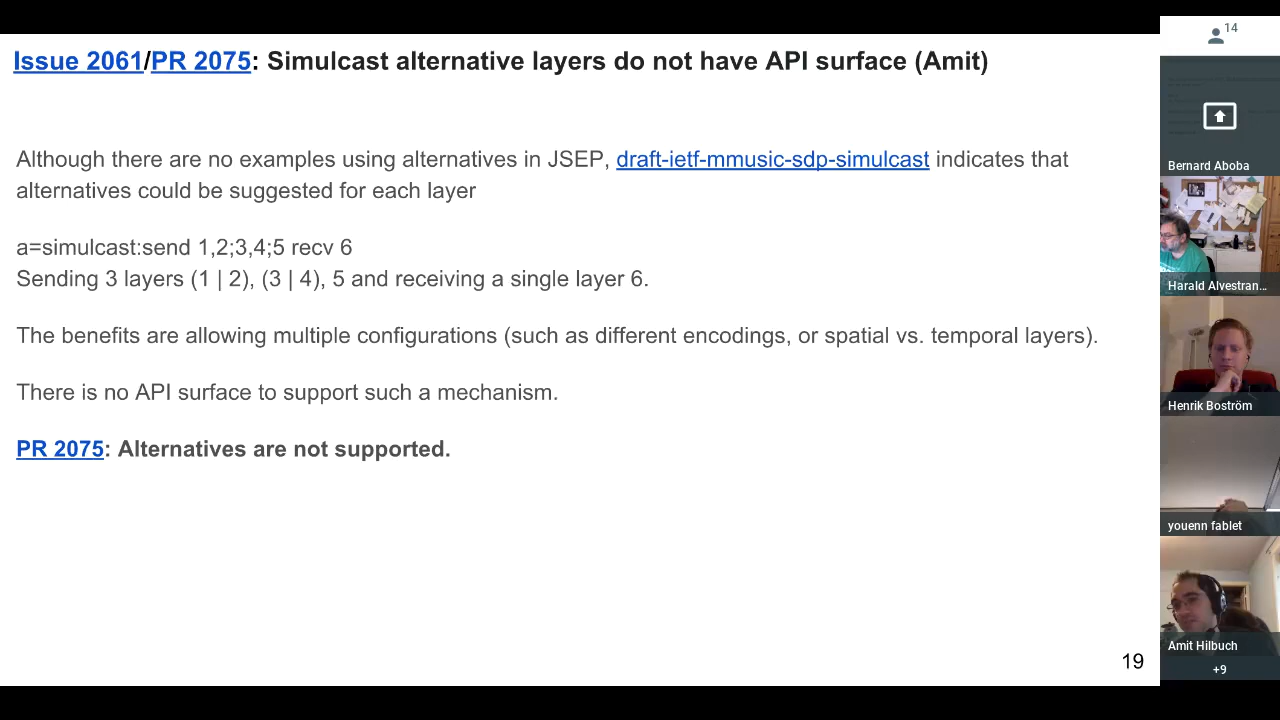 Issue 2061/PR 2075: Simulcast alternative layers do not have API surface (Amit)
Although there are no examples using alternatives in JSEP, draft-ietf-mmusic-sdp-simulcast indicates that
alternatives could be suggested for each layer
a=simulcast:send 1,2;3,4;5 recv 6
Sending 3 layers (1 | 2), (3 | 4), 5 and receiving a single layer 6.
The benefits are allowing multiple configurations (such as different encodings, or spatial vs. temporal layers).
There is no API surface to support such a mechanism.
PR 2075: Alternatives are not supported.
19
14
Bernard Aboba
Harald Alvestran...
Henrik Boström
youenn fablet
Amit Hilbuch
+9